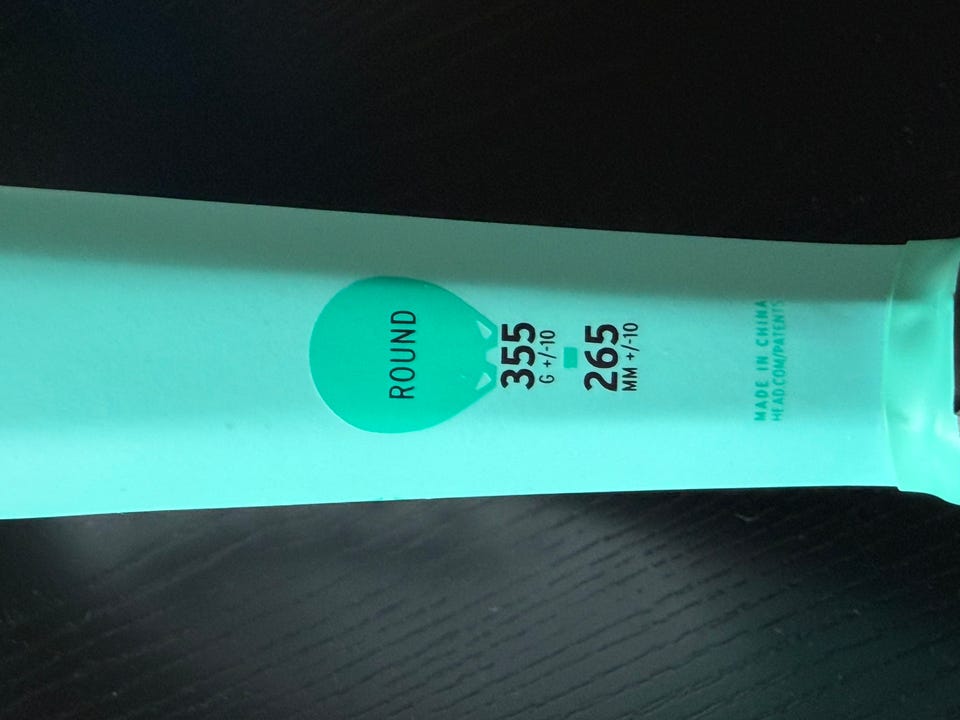 ROUND
355
G +/-10
265
MM +/-10
MADE IN CHINA
HEAD.COM/PATENTS